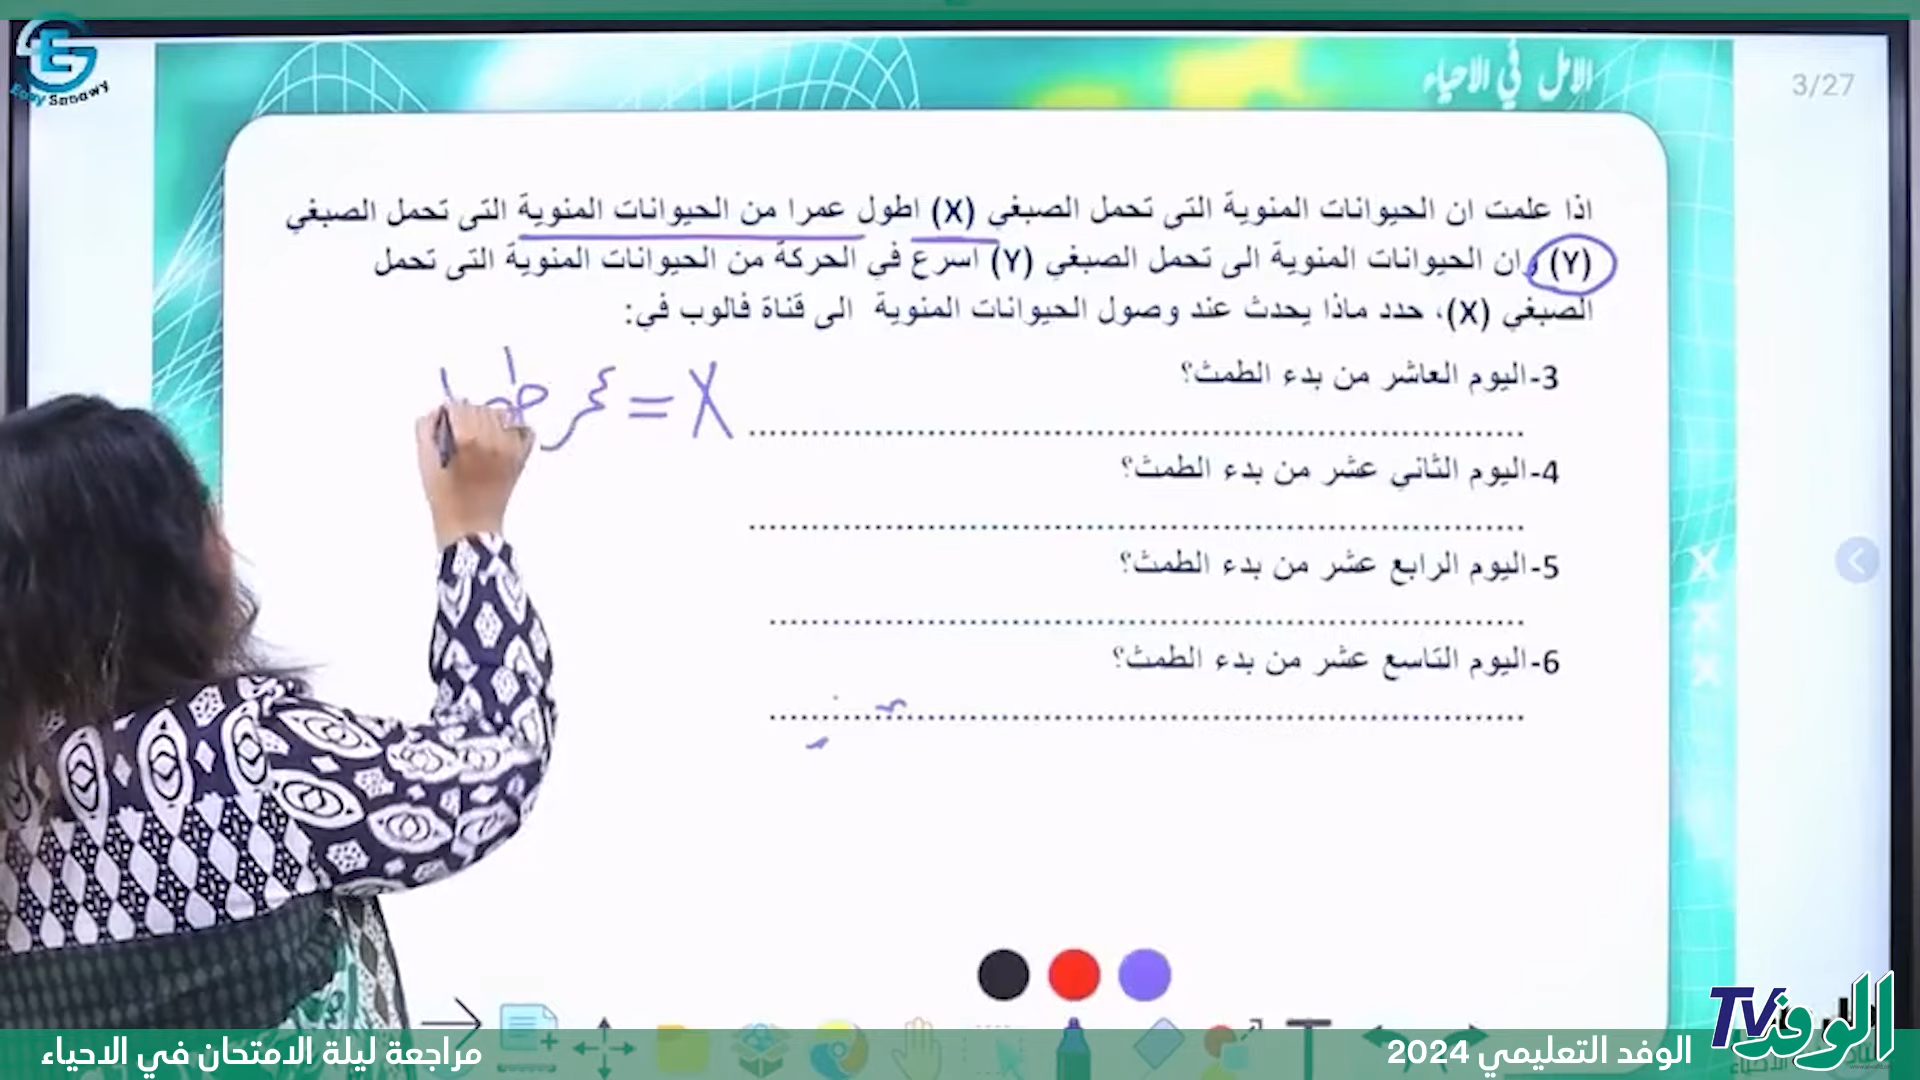 Easy Sanawy
الامل في الاحياء
3/27
اذا علمت ان الحيوانات المنوية التى تحمل الصبغي (X) اطول عمرا من الحيوانات المنوية التى تحمل الصبغي
(Y) وان الحيوانات المنوية الى تحمل الصبغي (Y) اسرع في الحركة من الحيوانات المنوية التى تحمل
الصبغي (X)، حدد ماذا يحدث عند وصول الحيوانات المنوية الى قناة فالوب في:
3-اليوم العاشر من بدء الطمث؟
X = عمر
4-اليوم الثاني عشر من بدء الطمث؟
5-اليوم الرابع عشر من بدء الطمث؟
6-اليوم التاسع عشر من بدء الطمث؟
الوفد TV
الوفد التعليمي 2024
مراجعة ليلة الامتحان في الاحياء